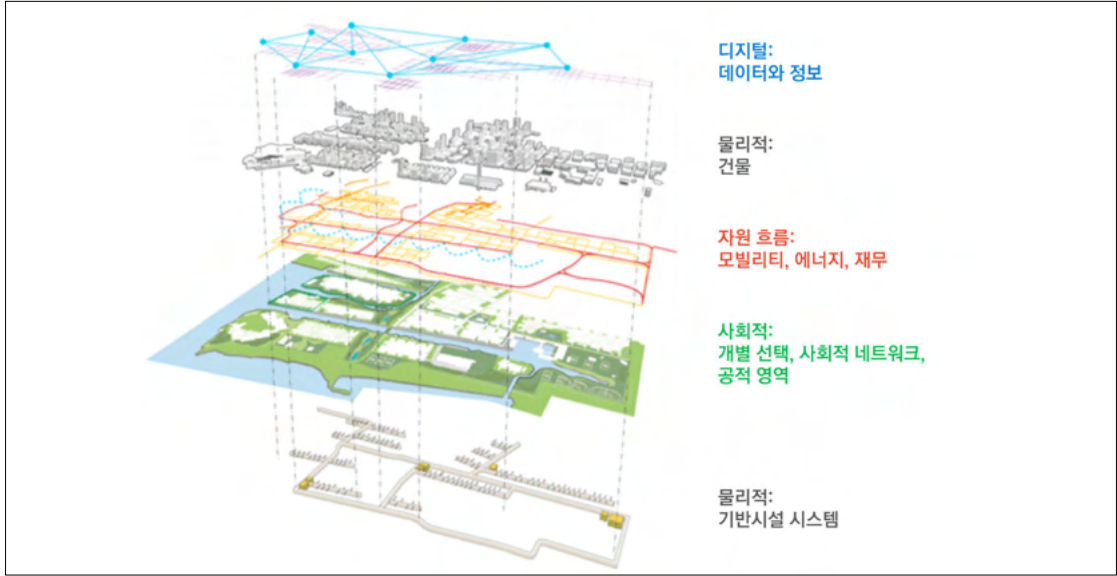 디지털:
데이터와 정보
물리적:
건물
자원 흐름:
모빌리티, 에너지, 재무
사회적:
개별 선택, 사회적 네트워크,
공적 영역
물리적:
기반시설 시스템